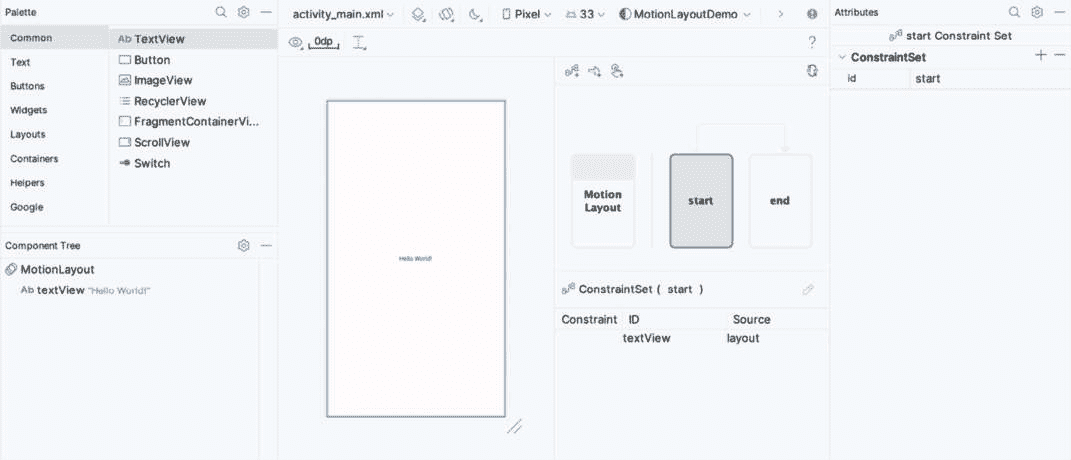 Palette
Common
Text
Buttons
Widgets
Layouts
Containers
Helpers
Google
Ab TextView
Button
ImageView
RecyclerView
FragmentContainerVi...
ScrollView
Switch
Component Tree
MotionLayout
Ab textView "Hello World!"
activity_main.xml
Pixel
33
MotionLayoutDemo
0dp
?
Hello World!
Motion
Layout
start
end
ConstraintSet ( start )
Constraint ID Source
textView layout
Attributes
start Constraint Set
ConstraintSet
id start